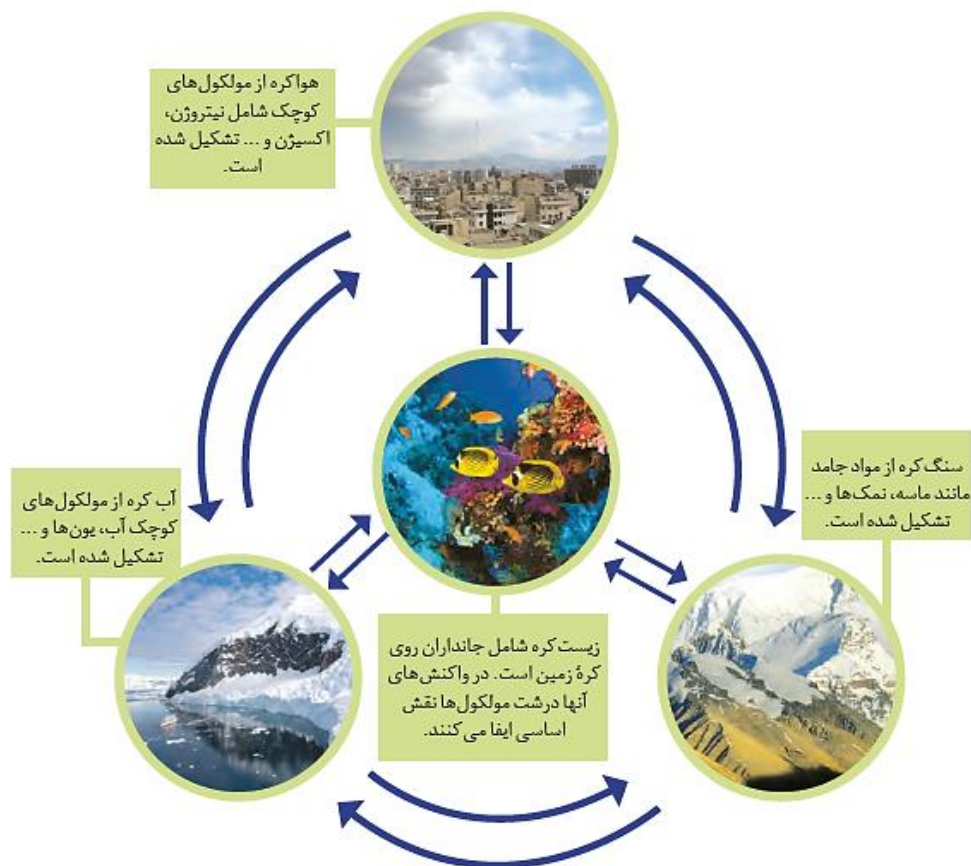 هواکره از مولکول‌های
کوچک شامل نیتروژن،
اکسیژن و ... تشکیل شده
است.
سنگ کره از مواد جامد
مانند ماسه، نمک‌ها و ...
تشکیل شده است.
آب کره از مولکول‌های
کوچک آب، یون‌ها و ...
تشکیل شده است.
زیست کره شامل جانداران روی
کرهٔ زمین است. در واکنش‌های
آنها درشت مولکول‌ها نقش
اساسی ایفا می‌کنند.